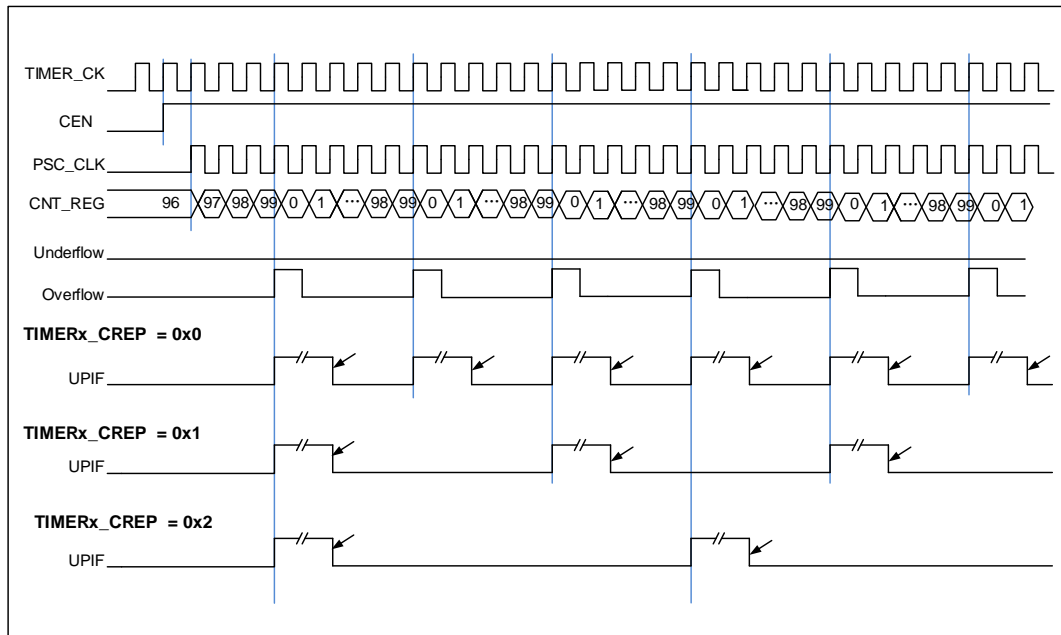 TIMER_CK
CEN
PSC_CLK
CNT_REG 96 97 98 99 0 1 ... 98 99 0 1 ... 98 99 0 1 ... 98 99 0 1 ... 98 99 0 1 ... 98 99 0 1
Underflow
Overflow
TIMERx_CREP = 0x0
UPIF
TIMERx_CREP = 0x1
UPIF
TIMERx_CREP = 0x2
UPIF